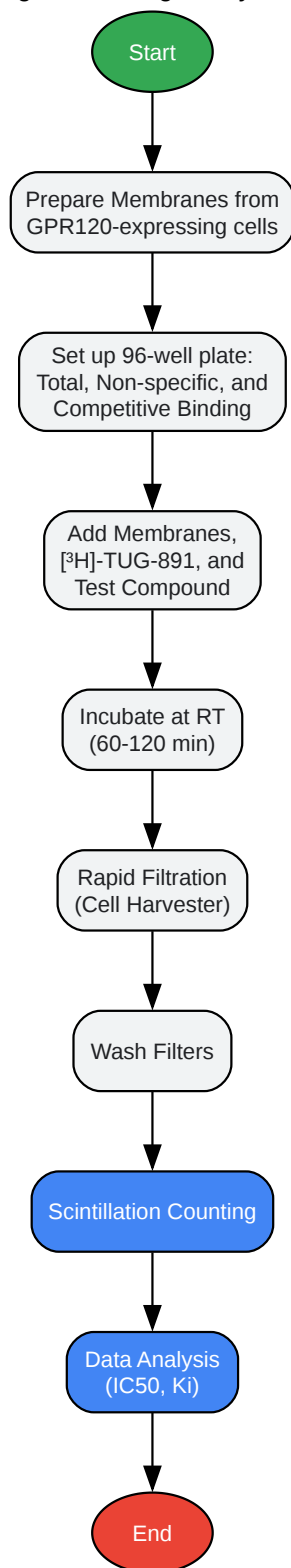 Start
Prepare Membranes from
GPR120-expressing cells
Set up 96-well plate:
Total, Non-specific, and
Competitive Binding
Add Membranes,
[³H]-TUG-891, and
Test Compound
Incubate at RT
(60-120 min)
Rapid Filtration
(Cell Harvester)
Wash Filters
Scintillation Counting
Data Analysis
(IC50, Ki)
End